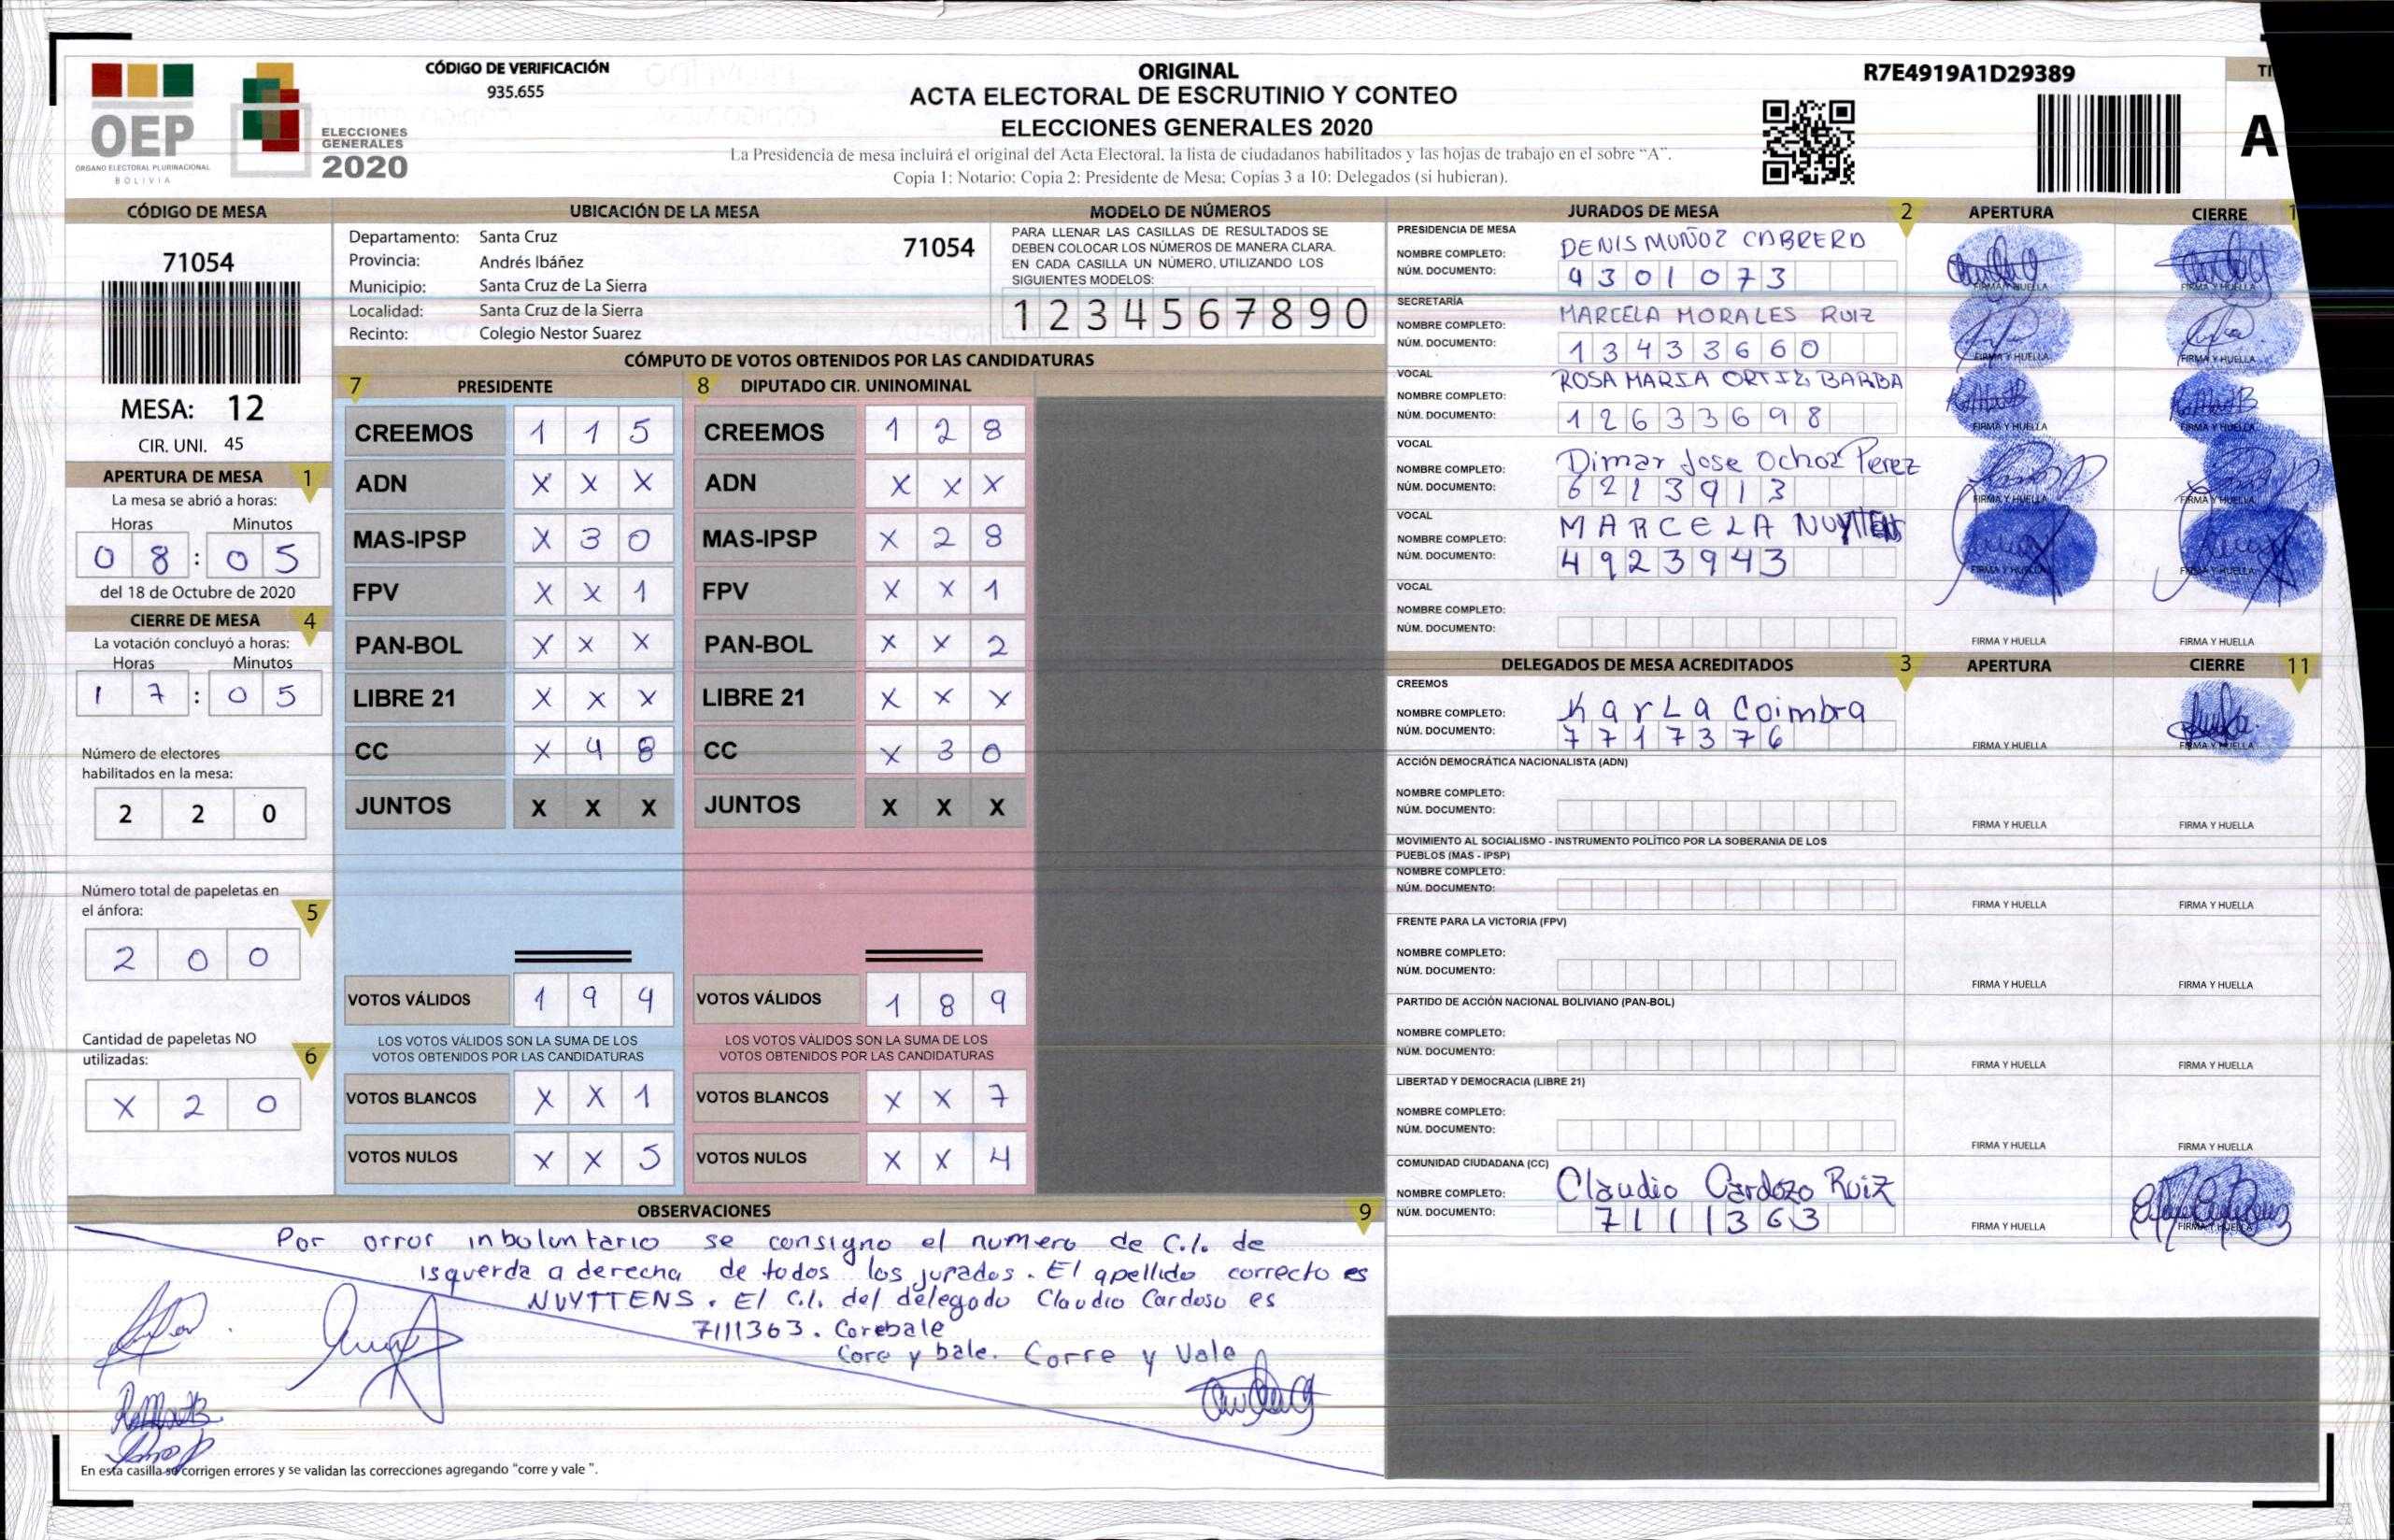 CÓDIGO DE VERIFICACIÓN
935.655
OEP
ÓRGANO ELECTORAL PLURINACIONAL
BOLIVIA
ELECCIONES
GENERALES
2020
ORIGINAL
ACTA ELECTORAL DE ESCRUTINIO Y CONTEO
ELECCIONES GENERALES 2020
La Presidencia de mesa incluirá el original del Acta Electoral, la lista de ciudadanos habilitados y las hojas de trabajo en el sobre “A”.
Copia 1: Notario; Copia 2: Presidente de Mesa; Copias 3 a 10: Delegados (si hubieran).
R7E4919A1D29389
A
CÓDIGO DE MESA
71054
MESA: 12
CIR. UNI. 45
APERTURA DE MESA 1
La mesa se abrió a horas:
Horas Minutos
0 8 : 0 5
del 18 de Octubre de 2020
CIERRE DE MESA 4
La votación concluyó a horas:
Horas Minutos
1 7 : 0 5
Número de electores
habilitados en la mesa:
2 2 0
Número total de papeletas en
el ánfora: 5
2 0 0
Cantidad de papeletas NO
utilizadas: 6
X 2 0
UBICACIÓN DE LA MESA
Departamento: Santa Cruz 71054
Provincia: Andrés Ibáñez
Municipio: Santa Cruz de La Sierra
Localidad: Santa Cruz de la Sierra
Recinto: Colegio Nestor Suarez
MODELO DE NÚMEROS
PARA LLENAR LAS CASILLAS DE RESULTADOS SE
DEBEN COLOCAR LOS NÚMEROS DE MANERA CLARA.
EN CADA CASILLA UN NÚMERO, UTILIZANDO LOS
SIGUIENTES MODELOS:
1 2 3 4 5 6 7 8 9 0
CÓMPUTO DE VOTOS OBTENIDOS POR LAS CANDIDATURAS
7 PRESIDENTE 8 DIPUTADO CIR. UNINOMINAL
CREEMOS 1 1 5 CREEMOS 1 2 8
ADN X X X ADN X X X
MAS-IPSP X 3 0 MAS-IPSP X 2 8
FPV X X 1 FPV X X 1
PAN-BOL X X X PAN-BOL X X 2
LIBRE 21 X X X LIBRE 21 X X X
CC X 4 8 CC X 3 0
JUNTOS X X X JUNTOS X X X
VOTOS VÁLIDOS 1 9 4 VOTOS VÁLIDOS 1 8 9
LOS VOTOS VÁLIDOS SON LA SUMA DE LOS LOS VOTOS VÁLIDOS SON LA SUMA DE LOS
VOTOS OBTENIDOS POR LAS CANDIDATURAS VOTOS OBTENIDOS POR LAS CANDIDATURAS
VOTOS BLANCOS X X 1 VOTOS BLANCOS X X 7
VOTOS NULOS X X 5 VOTOS NULOS X X 4
JURADOS DE MESA 2 APERTURA CIERRE 1
PRESIDENCIA DE MESA
NOMBRE COMPLETO: DENIS MUÑOZ CABRERA
NÚM. DOCUMENTO: 4301073 FIRMA Y HUELLA FIRMA Y HUELLA
SECRETARÍA
NOMBRE COMPLETO: MARCELA MORALES RUIZ
NÚM. DOCUMENTO: 13433660 FIRMA Y HUELLA FIRMA Y HUELLA
VOCAL
NOMBRE COMPLETO: ROSA MARIA ORTIZ BARBA
NÚM. DOCUMENTO: 12633698 FIRMA Y HUELLA FIRMA Y HUELLA
VOCAL
NOMBRE COMPLETO: Dimar Jose Ochoa Perez
NÚM. DOCUMENTO: 6213913 FIRMA Y HUELLA FIRMA Y HUELLA
VOCAL
NOMBRE COMPLETO: MARCELA NUYTTENS
NÚM. DOCUMENTO: 4923943 FIRMA Y HUELLA FIRMA Y HUELLA
VOCAL
NOMBRE COMPLETO:
NÚM. DOCUMENTO: FIRMA Y HUELLA FIRMA Y HUELLA
DELEGADOS DE MESA ACREDITADOS 3 APERTURA CIERRE 11
CREEMOS
NOMBRE COMPLETO: Karla Coimbra
NÚM. DOCUMENTO: 7717376 FIRMA Y HUELLA FIRMA Y HUELLA
ACCIÓN DEMOCRÁTICA NACIONALISTA (ADN)
NOMBRE COMPLETO:
NÚM. DOCUMENTO: FIRMA Y HUELLA FIRMA Y HUELLA
MOVIMIENTO AL SOCIALISMO - INSTRUMENTO POLÍTICO POR LA SOBERANIA DE LOS
PUEBLOS (MAS - IPSP)
NOMBRE COMPLETO:
NÚM. DOCUMENTO: FIRMA Y HUELLA FIRMA Y HUELLA
FRENTE PARA LA VICTORIA (FPV)
NOMBRE COMPLETO:
NÚM. DOCUMENTO: FIRMA Y HUELLA FIRMA Y HUELLA
PARTIDO DE ACCIÓN NACIONAL BOLIVIANO (PAN-BOL)
NOMBRE COMPLETO:
NÚM. DOCUMENTO: FIRMA Y HUELLA FIRMA Y HUELLA
LIBERTAD Y DEMOCRACIA (LIBRE 21)
NOMBRE COMPLETO:
NÚM. DOCUMENTO: FIRMA Y HUELLA FIRMA Y HUELLA
COMUNIDAD CIUDADANA (CC)
NOMBRE COMPLETO: Claudio Cardozo Ruiz
NÚM. DOCUMENTO: 7111363 FIRMA Y HUELLA FIRMA Y HUELLA
OBSERVACIONES 9
Por orror inboluntario se consigno el numero de C.I. de
isquerda a derecha de todos los jurados. El apellido correcto es
NUYTTENS. El C.I. del delegado Claudio Cardoso es
7111363. Corebale
Core y bale. Corre y Vale
En esta casilla se corrigen errores y se validan las correcciones agregando "corre y vale ".